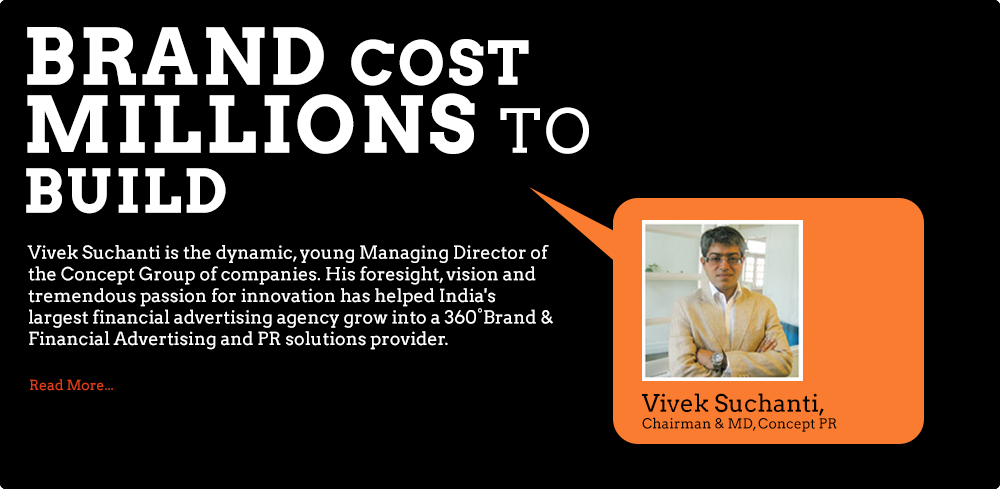 BRAND COST
MILLIONS TO
BUILD
Vivek Suchanti is the dynamic, young Managing Director of
the Concept Group of companies. His foresight, vision and
tremendous passion for innovation has helped India's
largest financial advertising agency grow into a 360°Brand &
Financial Advertising and PR solutions provider.
Read More...
Vivek Suchanti,
Chairman & MD, Concept PR